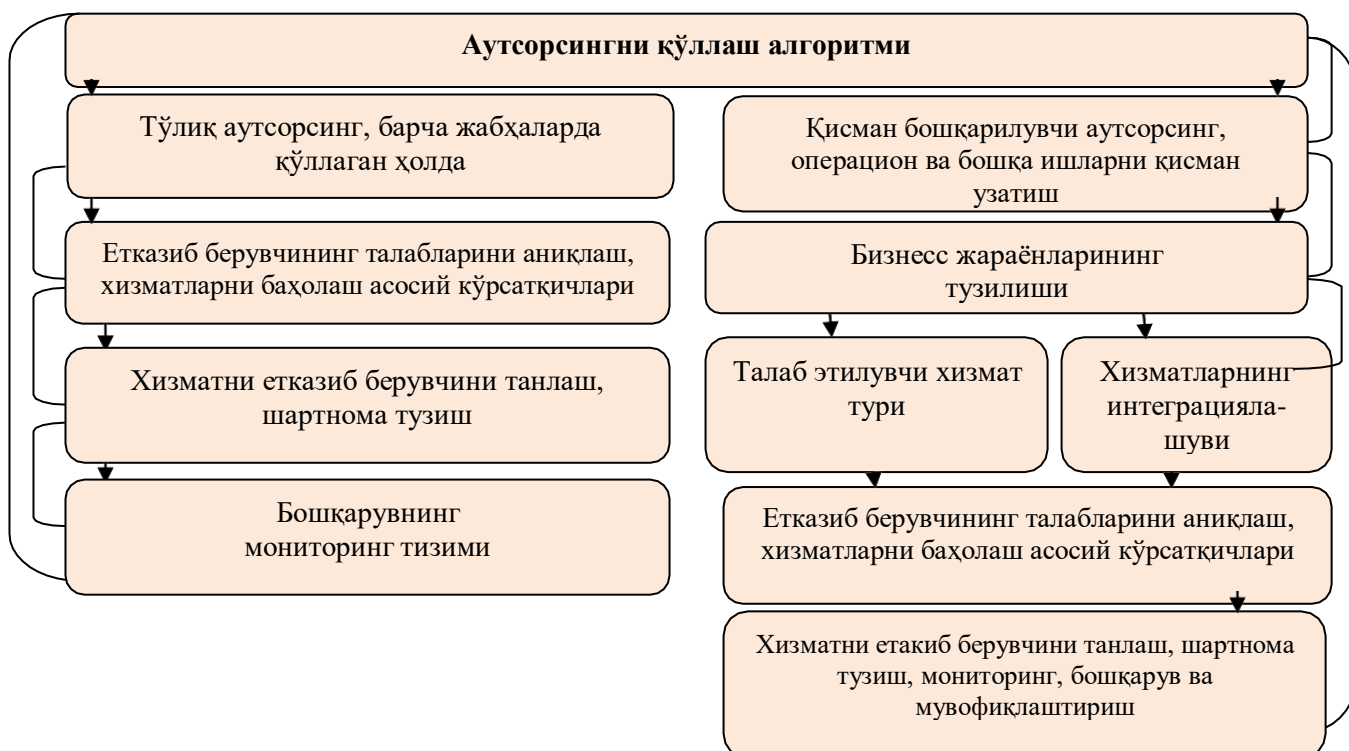 Аутсорсингни қўллаш алгоритми
Тўлиқ аутсорсинг, барча жабҳаларда
қўллаган ҳолда
Етказиб берувчининг талабларини аниқлаш,
хизматларни баҳолаш асосий кўрсатқичлари
Хизматни етказиб берувчини танлаш,
шартнома тузиш
Бошқарувнинг
мониторинг тизими
Қисман бошқарилувчи аутсорсинг,
операцион ва бошқа ишларни қисман
узатиш
Бизнесс жараёнларининг
тузилиши
Талаб этилувчи хизмат
тури
Хизматларнинг
интеграцияла-
шуви
Етказиб берувчининг талабларини аниқлаш,
хизматларни баҳолаш асосий кўрсатқичлари
Хизматни етакиб берувчини танлаш, шартнома
тузиш, мониторинг, бошқарув ва
мувофиқлаштириш